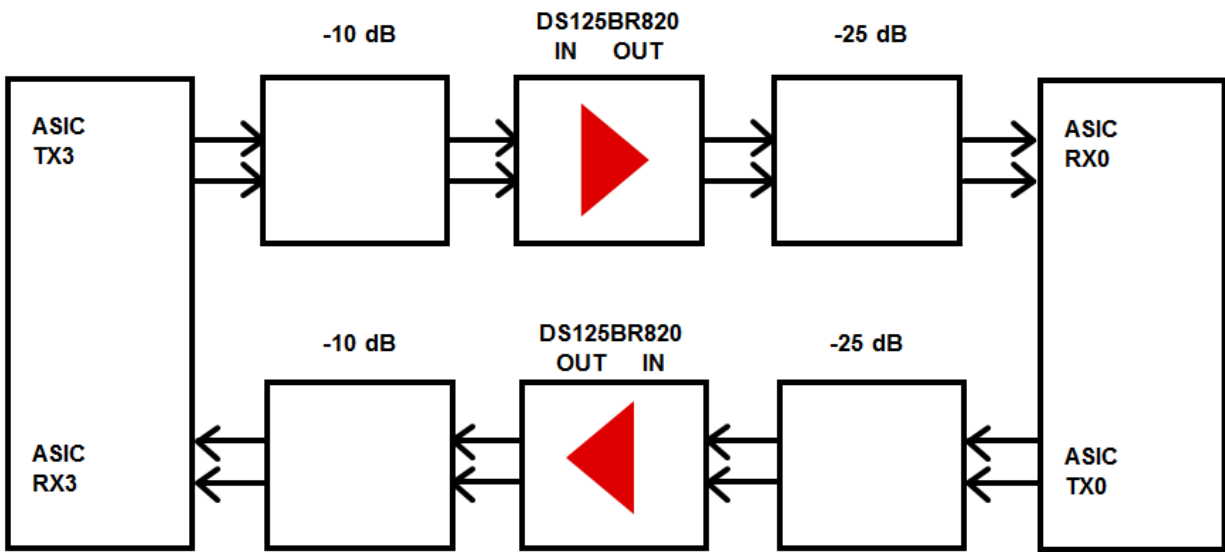 -10 dB
DS125BR820
IN OUT
-25 dB
ASIC
TX3
ASIC
RX0
-10 dB
DS125BR820
OUT IN
-25 dB
ASIC
RX3
ASIC
TX0